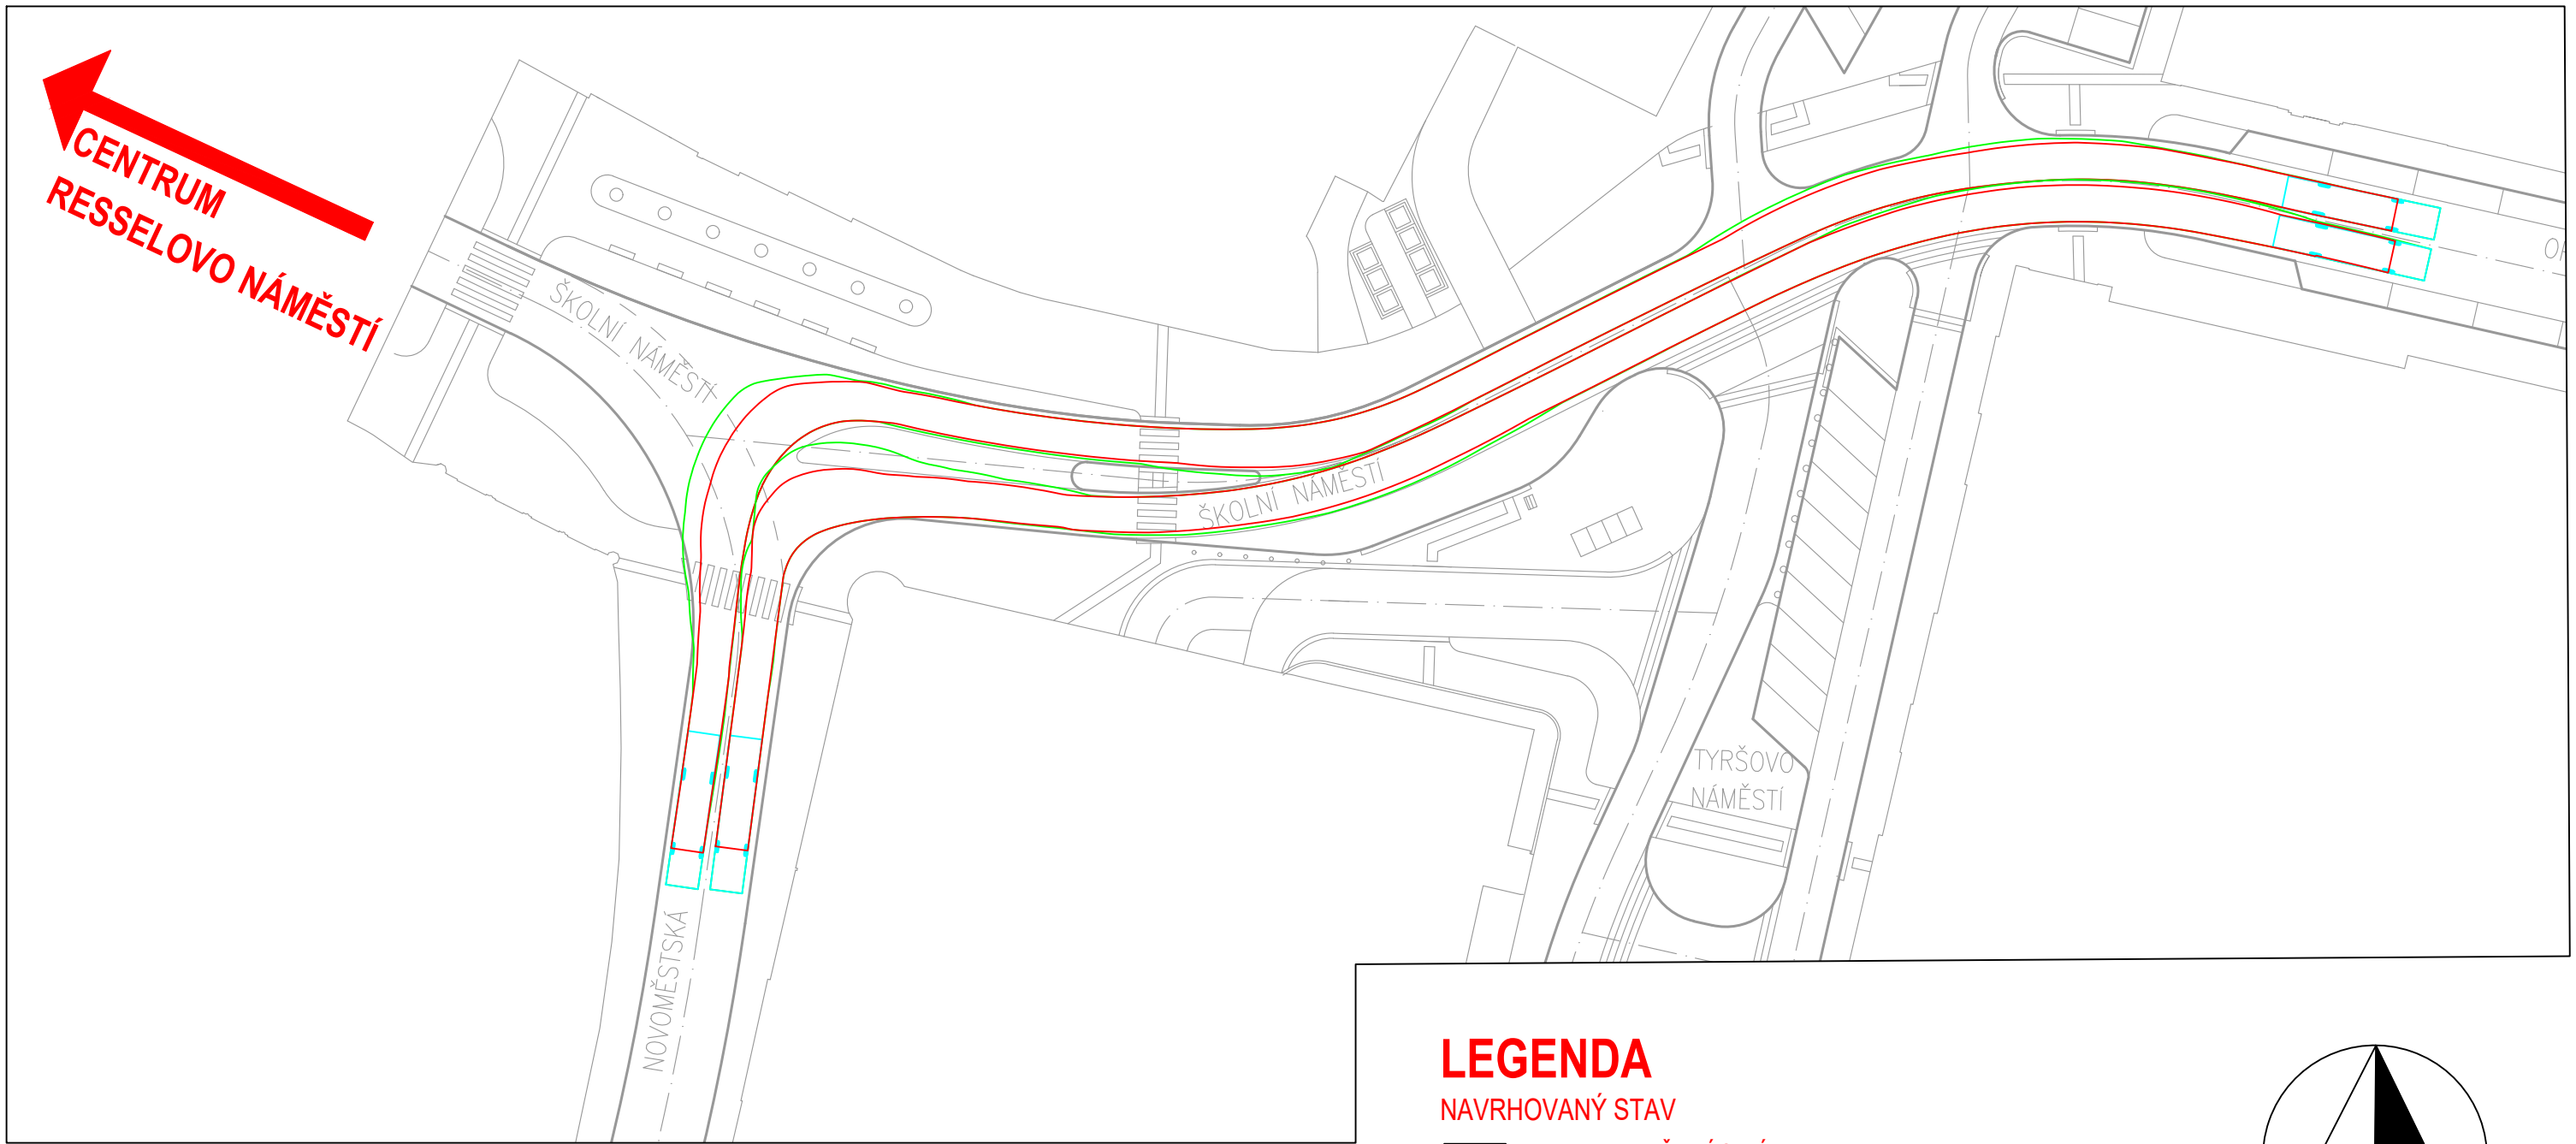 CENTRUM
RESSELOVO NÁMĚSTÍ
ŠKOLNÍ NÁMĚSTÍ
ŠKOLNÍ NÁMĚSTÍ
TYRŠOVO
NÁMĚSTÍ
NOVOMĚSTSKÁ
LEGENDA
NAVRHOVANÝ STAV